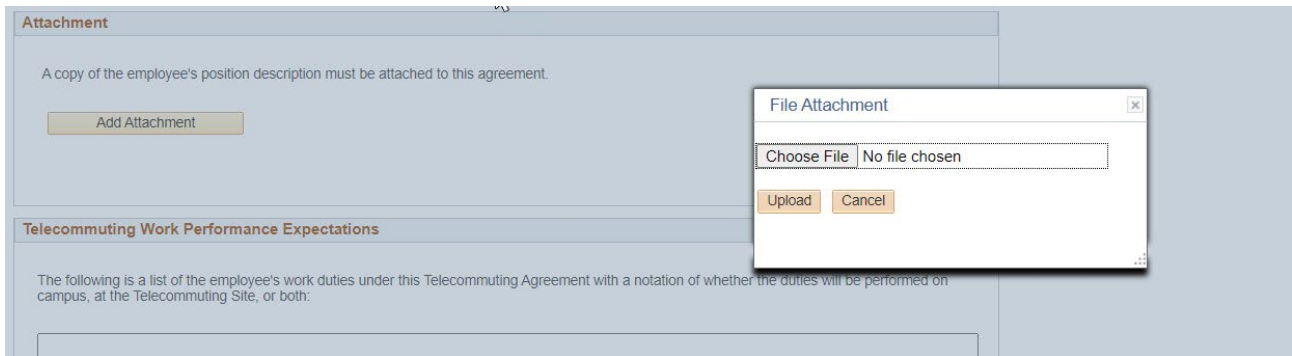 Attachment
A copy of the employee's position description must be attached to this agreement.
Add Attachment
File Attachment
Choose File No file chosen
Upload Cancel
Telecommuting Work Performance Expectations
The following is a list of the employee's work duties under this Telecommuting Agreement with a notation of whether the duties will be performed on
campus, at the Telecommuting Site, or both: